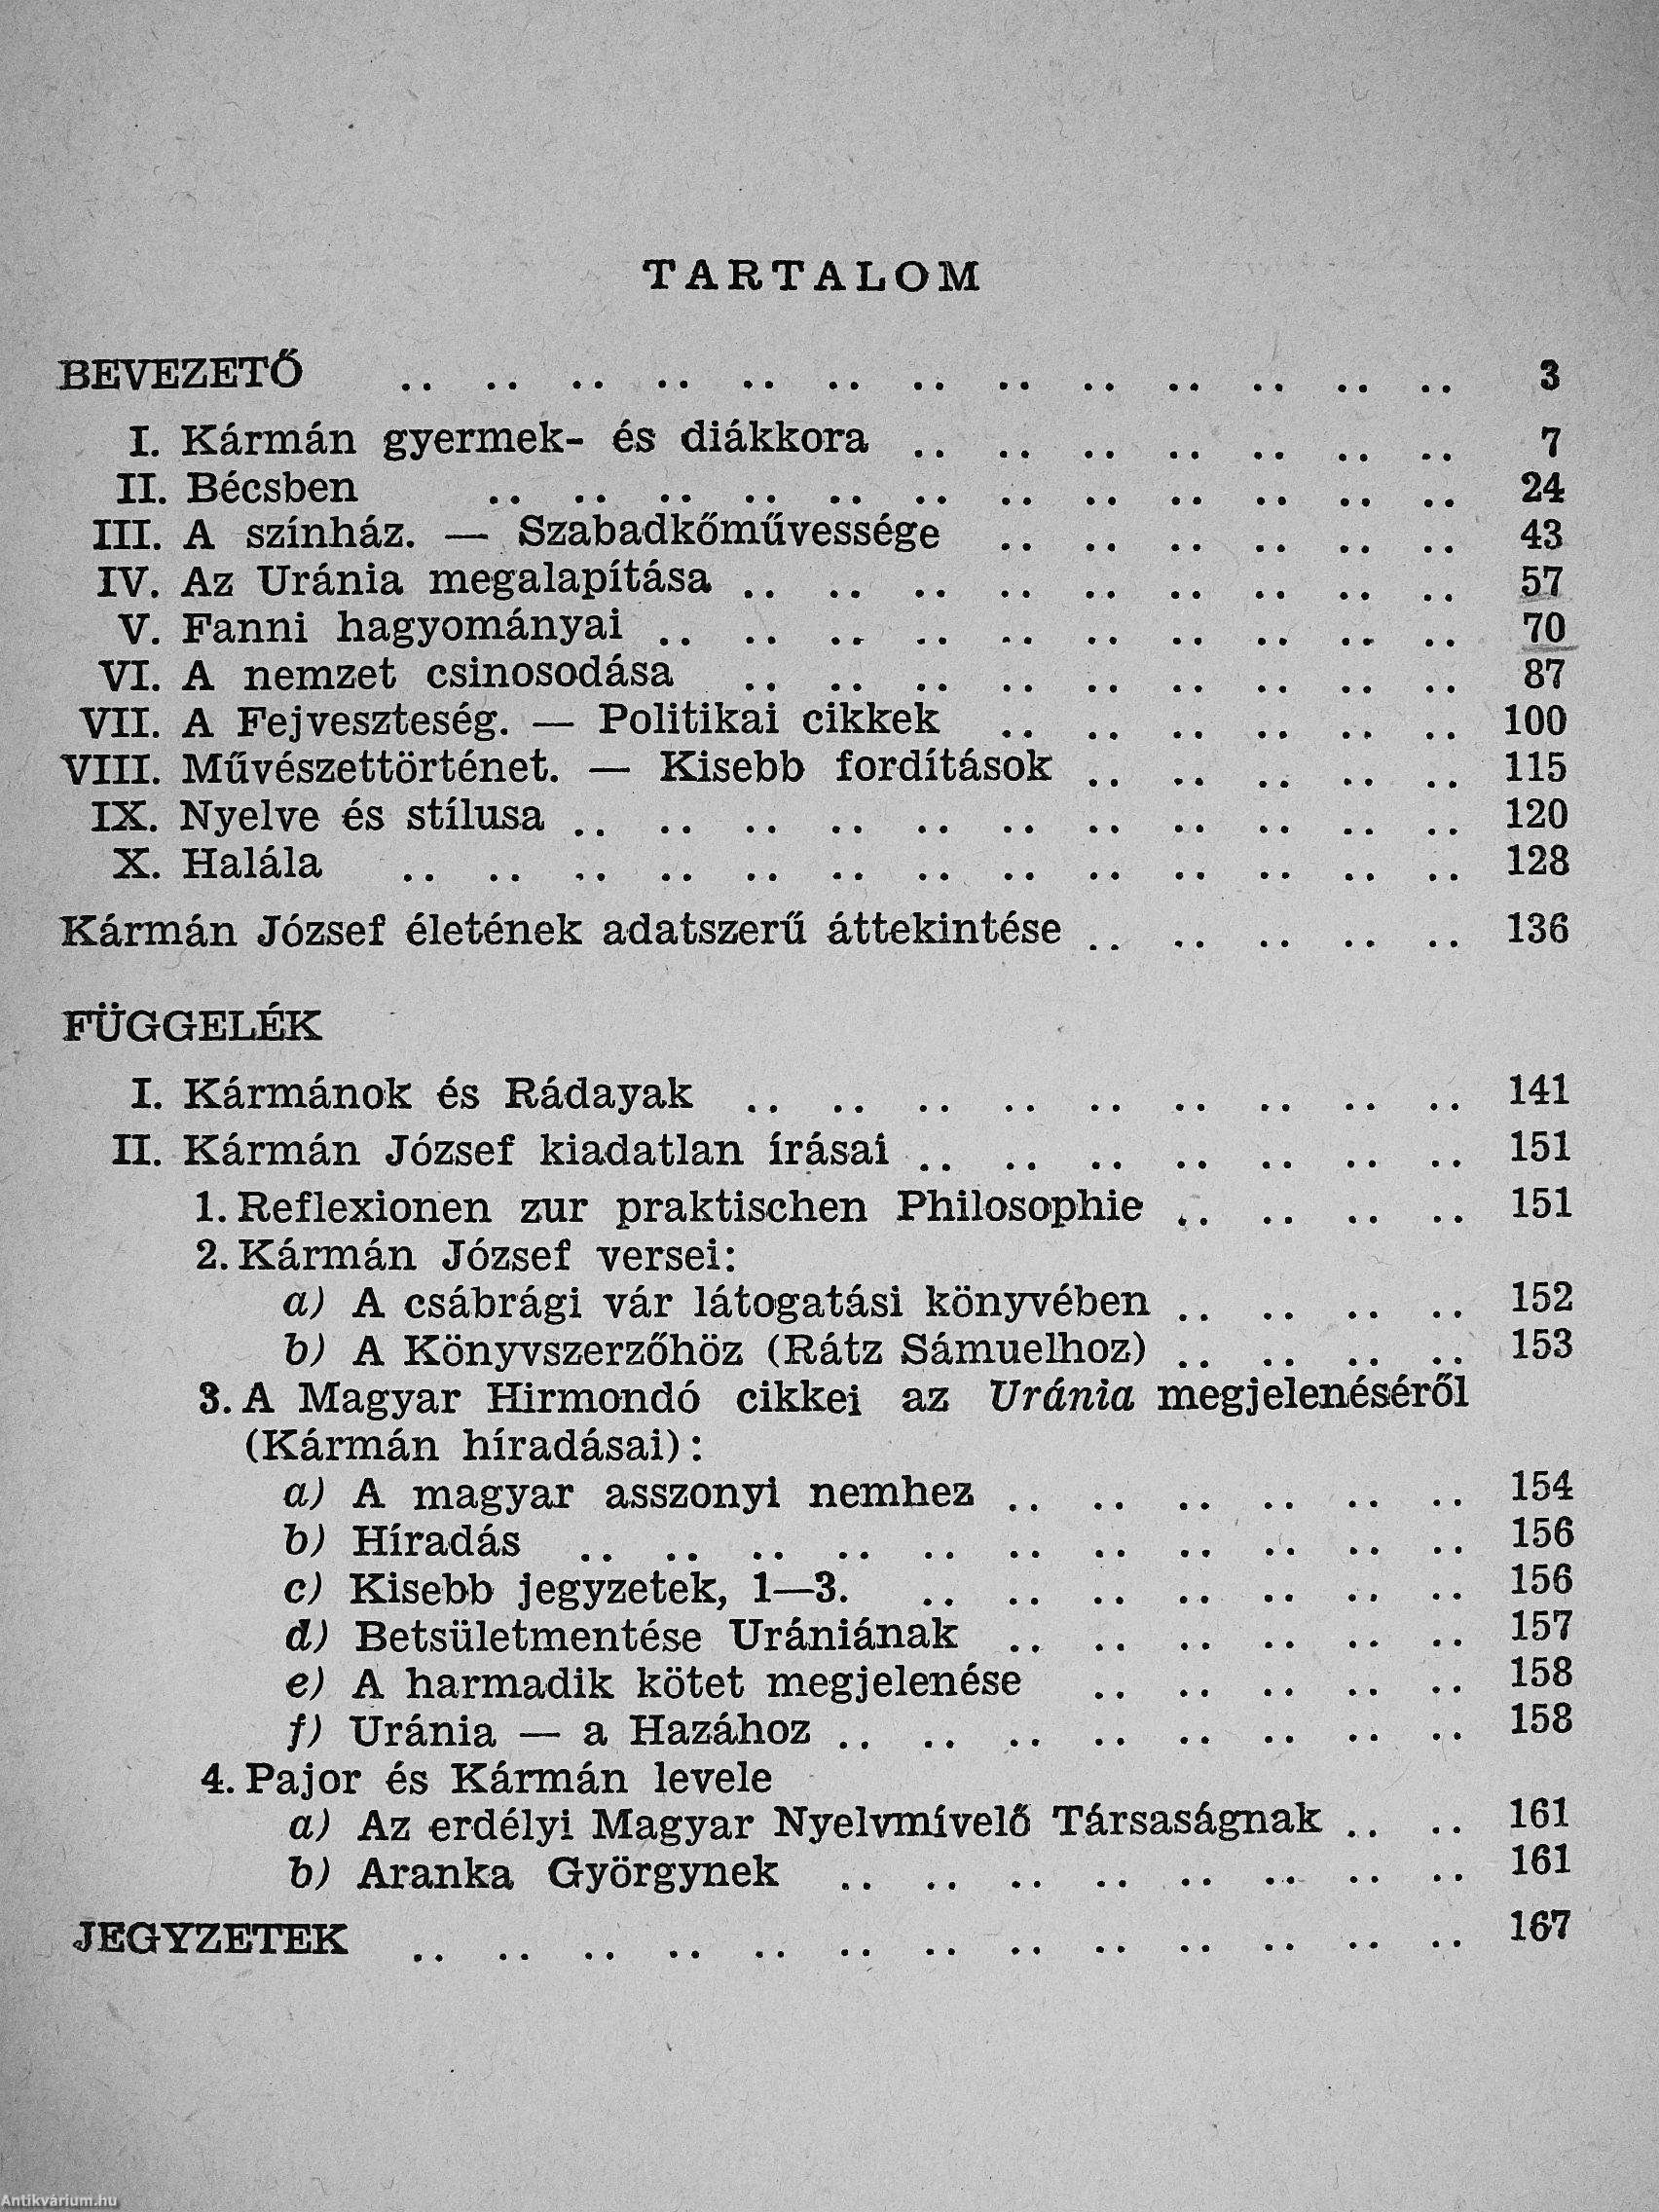 TARTALOM
BEVEZETŐ .. .. .. .. .. .. .. .. .. .. .. .. .. 3
I. Kármán gyermek- és diákkora .. .. .. .. .. .. .. 7
II. Bécsben .. .. .. .. .. .. .. .. .. .. .. .. 24
III. A színház. — Szabadkőművessége .. .. .. .. .. .. 43
IV. Az Uránia megalapítása .. .. .. .. .. .. .. .. .. 57
V. Fanni hagyományai .. .. .. .. .. .. .. .. .. .. 70
VI. A nemzet csinosodása .. .. .. .. .. .. .. .. .. 87
VII. A Fejveszteség. — Politikai cikkek .. .. .. .. .. .. 100
VIII. Művészettörténet. — Kisebb fordítások .. .. .. .. .. 115
IX. Nyelve és stílusa .. .. .. .. .. .. .. .. .. .. .. 120
X. Halála .. .. .. .. .. .. .. .. .. .. .. .. .. 128
Kármán József életének adatszerű áttekintése .. .. .. .. .. 136
FÜGGELÉK
I. Kármánok és Rádayak .. .. .. .. .. .. .. .. .. 141
II. Kármán József kiadatlan írásai .. .. .. .. .. .. .. 151
1. Reflexionen zur praktischen Philosophie .. .. .. .. 151
2. Kármán József versei:
a) A csábrági vár látogatási könyvében .. .. .. .. 152
b) A Könyvszerzőhöz (Rátz Sámuelhoz) .. .. .. .. 153
3. A Magyar Hirmondó cikkei az Uránia megjelenéséről
(Kármán híradásai):
a) A magyar asszonyi nemhez .. .. .. .. .. .. 154
b) Híradás .. .. .. .. .. .. .. .. .. .. .. 156
c) Kisebb jegyzetek, 1—3. .. .. .. .. .. .. .. 156
d) Betsületmentése Urániának .. .. .. .. .. .. 157
e) A harmadik kötet megjelenése .. .. .. .. .. 158
f) Uránia — a Hazához .. .. .. .. .. .. .. .. 158
4. Pajor és Kármán levele
a) Az erdélyi Magyar Nyelvmívelő Társaságnak .. .. 161
b) Aranka Györgynek .. .. .. .. .. .. .. .. 161
JEGYZETEK .. .. .. .. .. .. .. .. .. .. .. .. .. 167
Antikvárium.hu